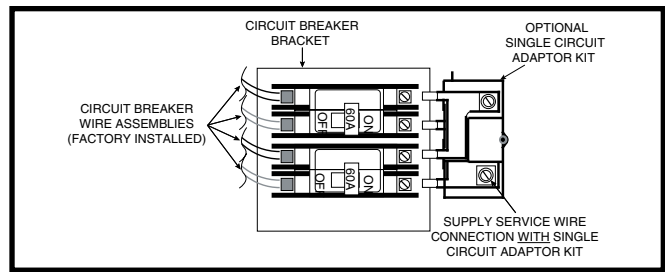 CIRCUIT BREAKER
BRACKET
OPTIONAL
SINGLE CIRCUIT
ADAPTOR KIT
CIRCUIT BREAKER
WIRE ASSEMBLIES
(FACTORY INSTALLED)
OFF
60A
ON
OFF
60A
ON
SUPPLY SERVICE WIRE
CONNECTION WITH SINGLE
CIRCUIT ADAPTOR KIT